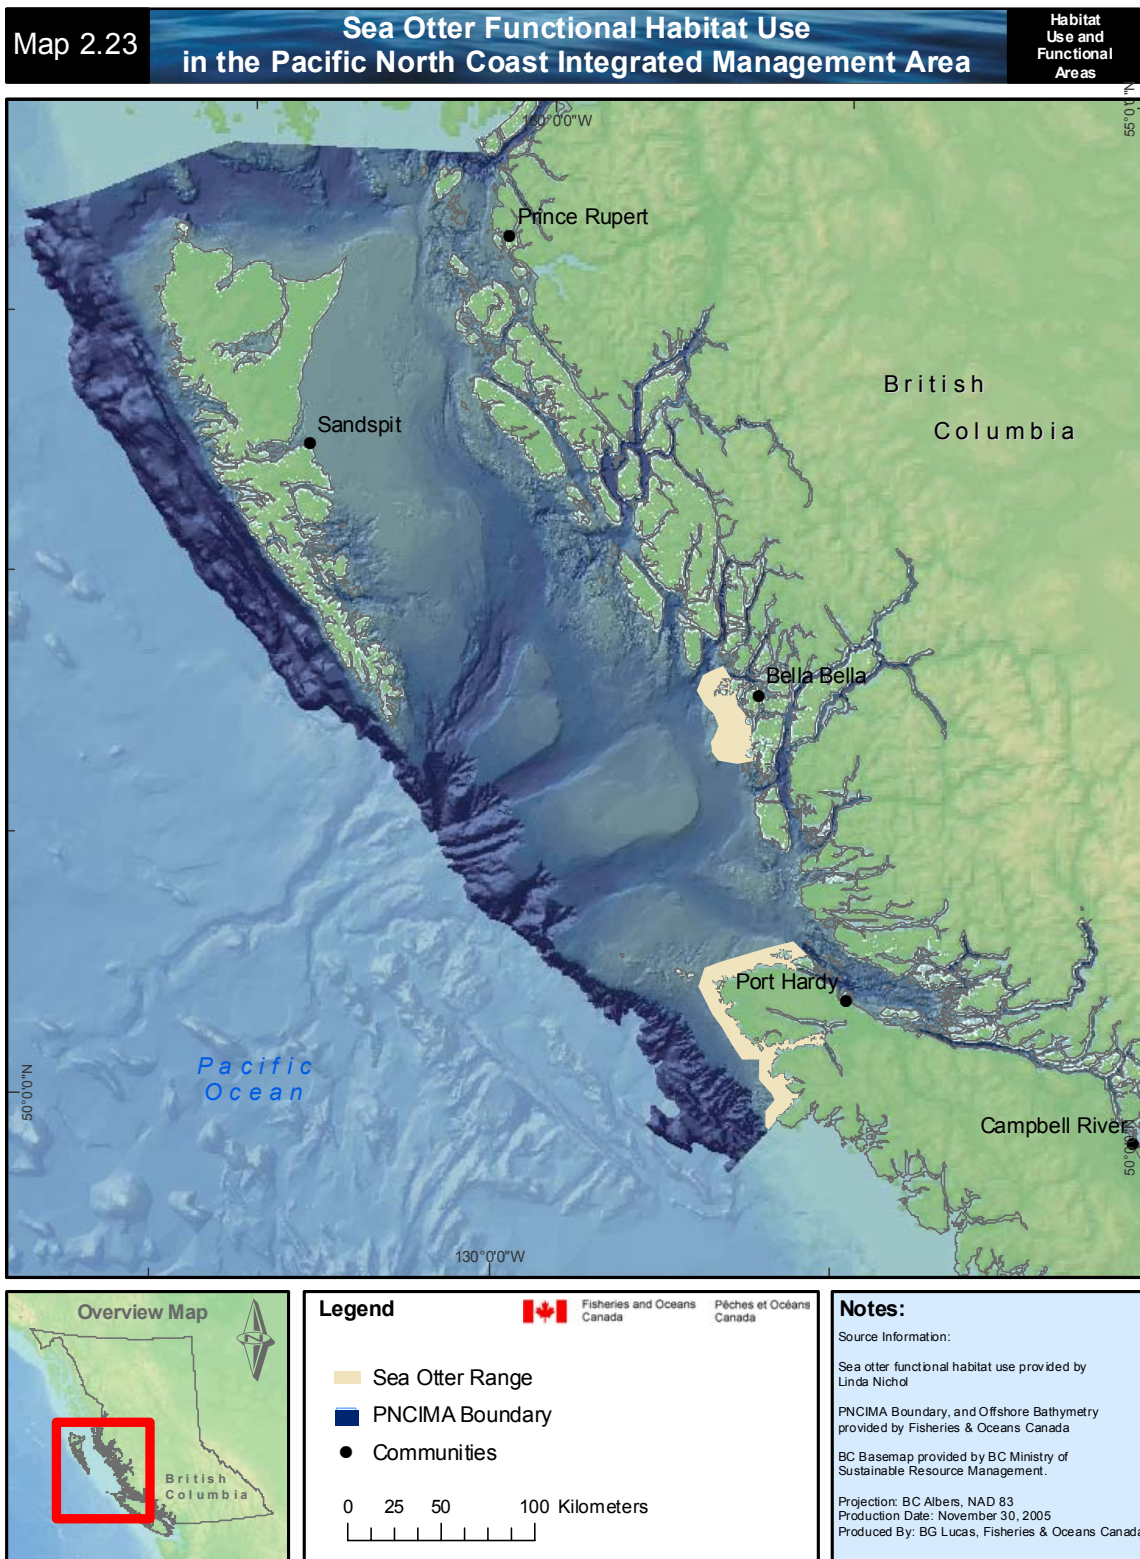 Map 2.23
Sea Otter Functional Habitat Use
in the Pacific North Coast Integrated Management Area
Habitat
Use and
Functional
Areas
130°0'0"W
55°0'0"N
Prince Rupert
British
Columbia
Sandspit
Bella Bella
Port Hardy
Pacific
Ocean
50°0'0"N
Campbell River
50°0'0"N
130°0'0"W
Overview Map
N
British
Columbia
Legend
Fisheries and Oceans
Canada
Pêches et Océans
Canada
Sea Otter Range
PNCIMA Boundary
Communities
0 25 50 100 Kilometers
Notes:
Source Information:
Sea otter functional habitat use provided by
Linda Nichol
PNCIMA Boundary, and Offshore Bathymetry
provided by Fisheries & Oceans Canada
BC Basemap provided by BC Ministry of
Sustainable Resource Management.
Projection: BC Albers, NAD 83
Production Date: November 30, 2005
Produced By: BG Lucas, Fisheries & Oceans Canada